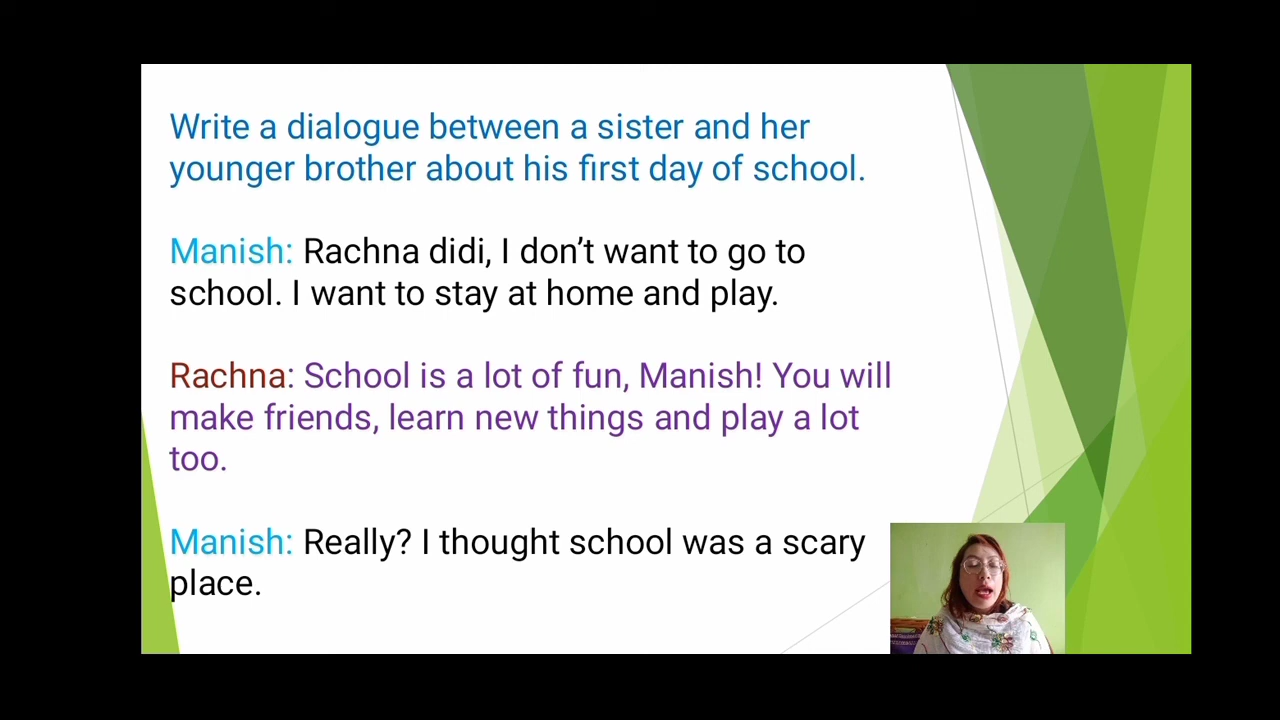 Write a dialogue between a sister and her
younger brother about his first day of school.
Manish: Rachna didi, I don’t want to go to
school. I want to stay at home and play.
Rachna: School is a lot of fun, Manish! You will
make friends, learn new things and play a lot
too.
Manish: Really? I thought school was a scary
place.